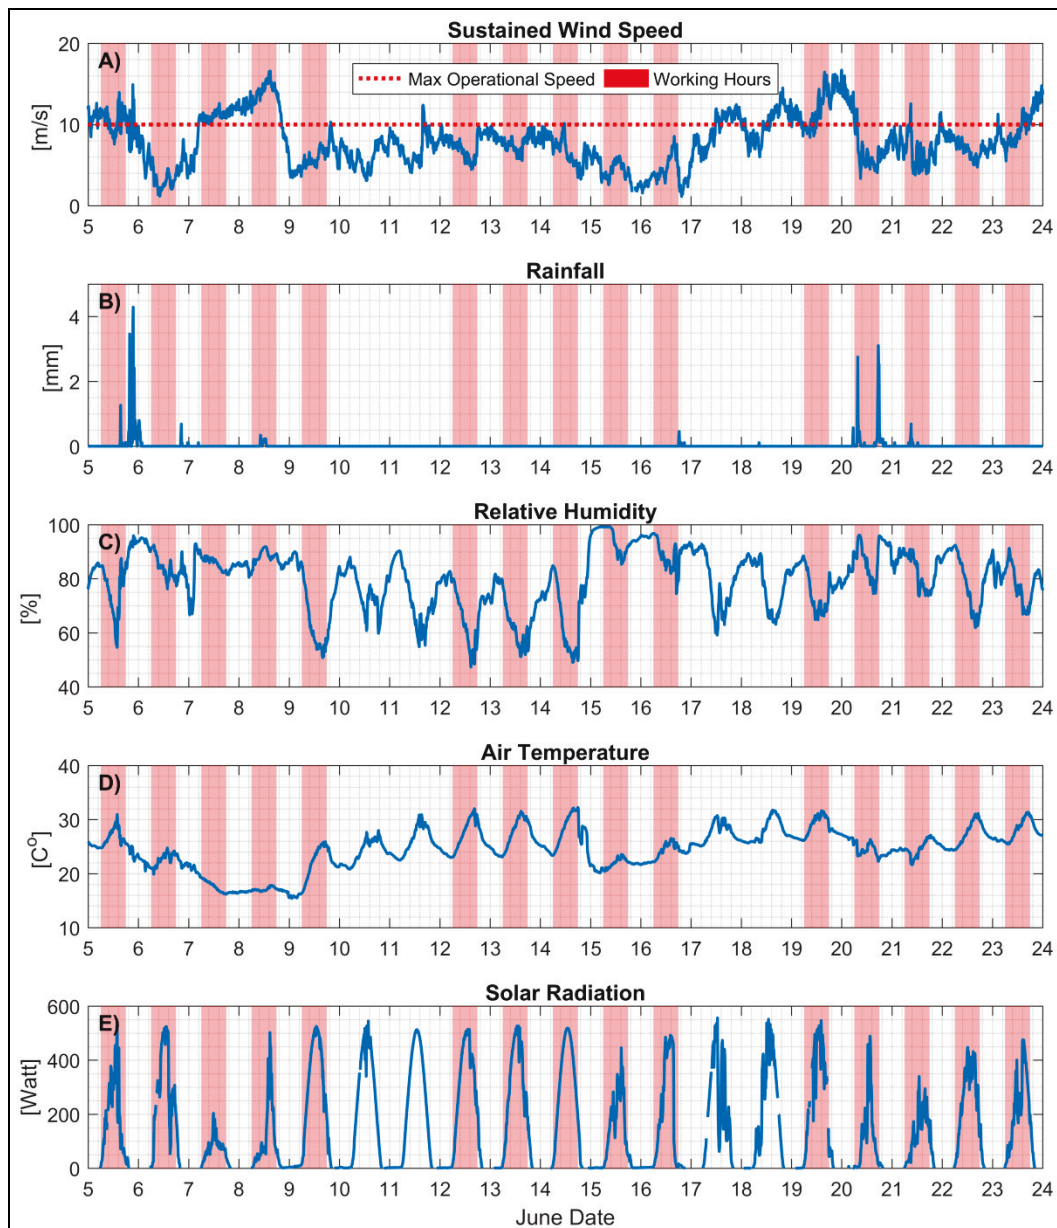 Sustained Wind Speed
A)
Max Operational Speed Working Hours
[m/s]
20
10
0
5 6 7 8 9 10 11 12 13 14 15 16 17 18 19 20 21 22 23 24
Rainfall
B)
[mm]
4
2
0
5 6 7 8 9 10 11 12 13 14 15 16 17 18 19 20 21 22 23 24
Relative Humidity
C)
[%]
100
80
60
40
5 6 7 8 9 10 11 12 13 14 15 16 17 18 19 20 21 22 23 24
Air Temperature
D)
[C°]
40
30
20
10
5 6 7 8 9 10 11 12 13 14 15 16 17 18 19 20 21 22 23 24
Solar Radiation
E)
[Watt]
600
400
200
0
5 6 7 8 9 10 11 12 13 14 15 16 17 18 19 20 21 22 23 24
June Date